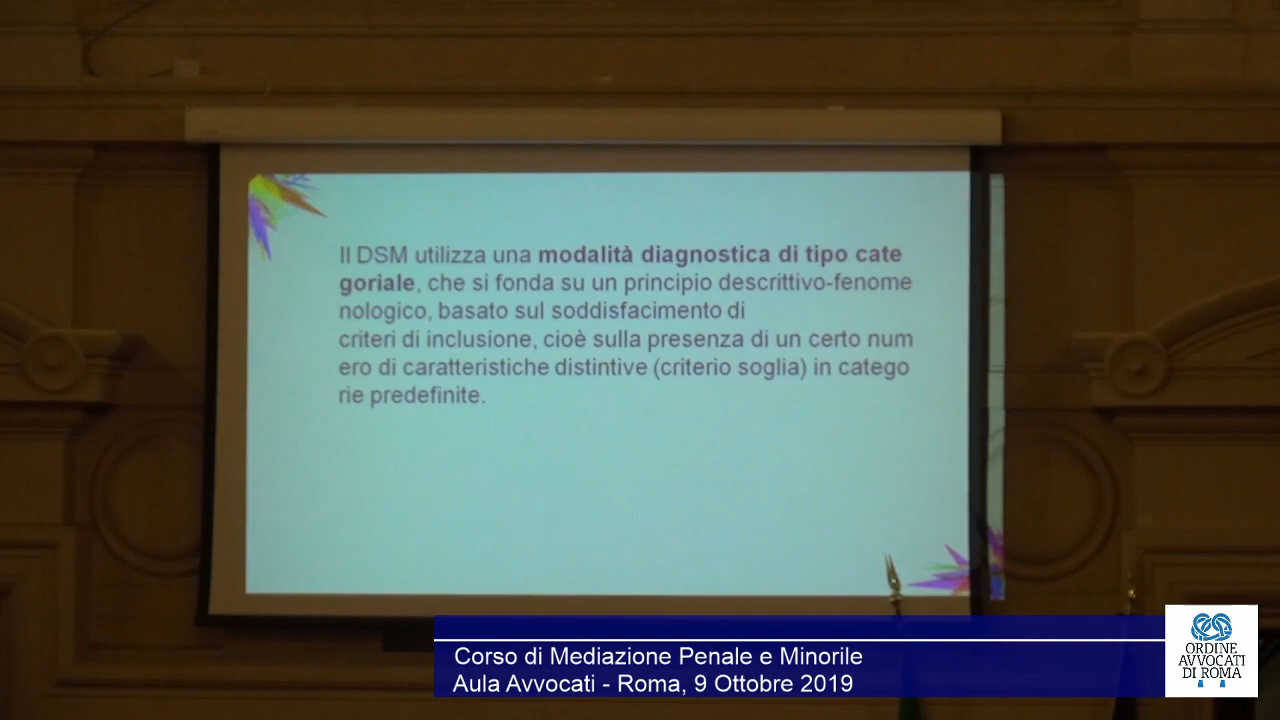 Il DSM utilizza una modalità diagnostica di tipo cate
goriale, che si fonda su un principio descrittivo-fenome
nologico, basato sul soddisfacimento di
criteri di inclusione, cioè sulla presenza di un certo num
ero di caratteristiche distintive (criterio soglia) in catego
rie predefinite.
Corso di Mediazione Penale e Minorile
Aula Avvocati - Roma, 9 Ottobre 2019
ORDINE
AVVOCATI
DI ROMA